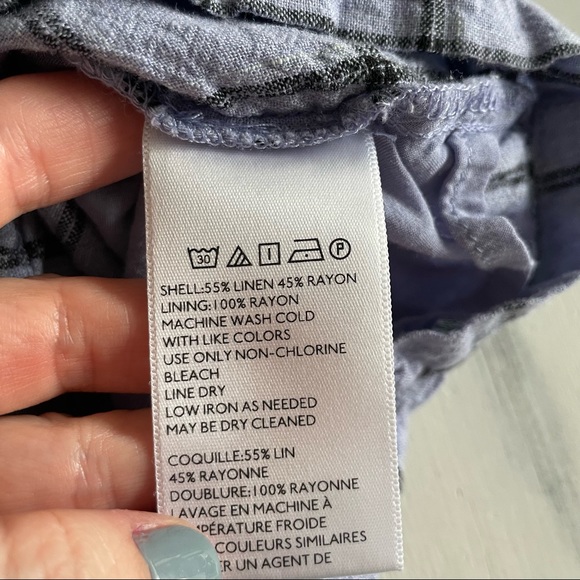 30 P
SHELL:55% LINEN 45% RAYON
LINING:100% RAYON
MACHINE WASH COLD
WITH LIKE COLORS
USE ONLY NON-CHLORINE
BLEACH
LINE DRY
LOW IRON AS NEEDED
MAY BE DRY CLEANED
COQUILLE:55% LIN
45% RAYONNE
DOUBLURE:100% RAYONNE
LAVAGE EN MACHINE À
COULEURS SIMILAIRES
UN AGENT DE